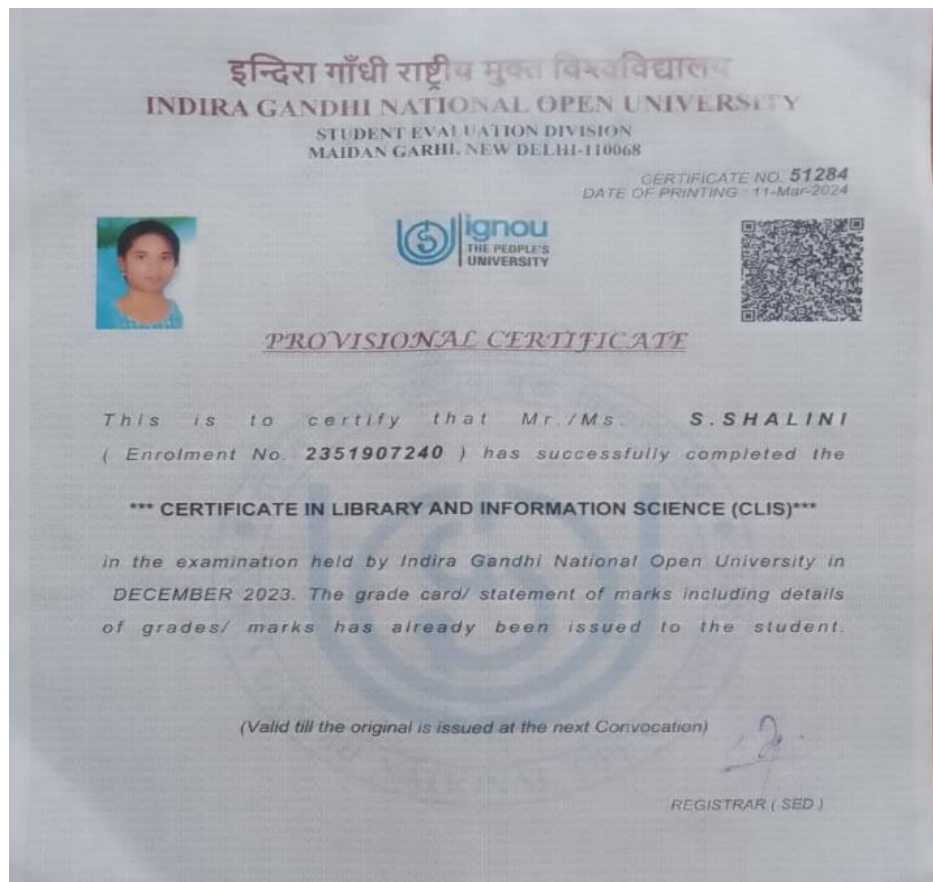 इन्दिरा गाँधी राष्ट्रीय मुक्त विश्वविद्यालय
INDIRA GANDHI NATIONAL OPEN UNIVERSITY
STUDENT EVALUATION DIVISION
MAIDAN GARHI, NEW DELHI-110068
CERTIFICATE NO. 51284
DATE OF PRINTING : 11-Mar-2024
ignou
THE PEOPLE'S
UNIVERSITY
PROVISIONAL CERTIFICATE
This is to certify that Mr./Ms. S.SHALINI
( Enrolment No. 2351907240 ) has successfully completed the
*** CERTIFICATE IN LIBRARY AND INFORMATION SCIENCE (CLIS)***
in the examination held by Indira Gandhi National Open University in
DECEMBER 2023. The grade card/ statement of marks including details
of grades/ marks has already been issued to the student.
(Valid till the original is issued at the next Convocation)
REGISTRAR ( SED )